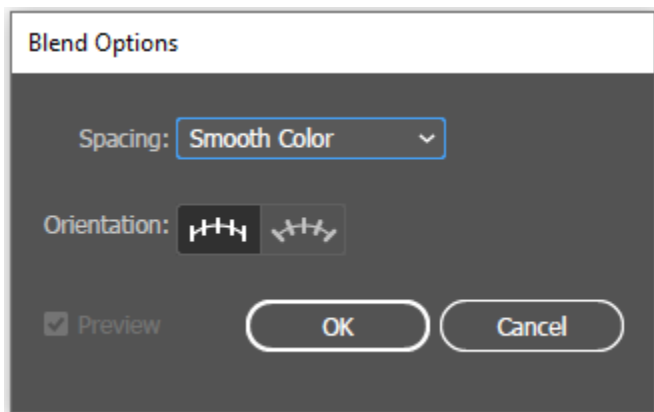 Blend Options
Spacing: Smooth Color
Orientation:
Preview OK Cancel